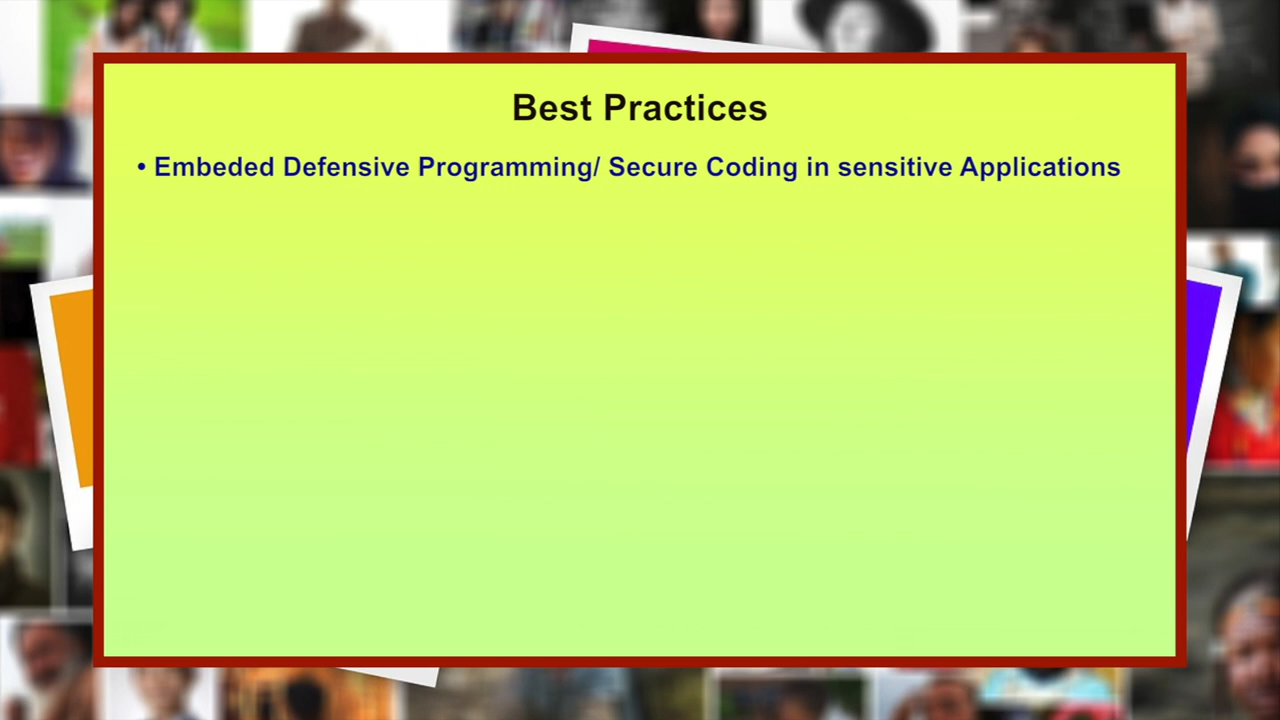 Best Practices
• Embeded Defensive Programming/ Secure Coding in sensitive Applications